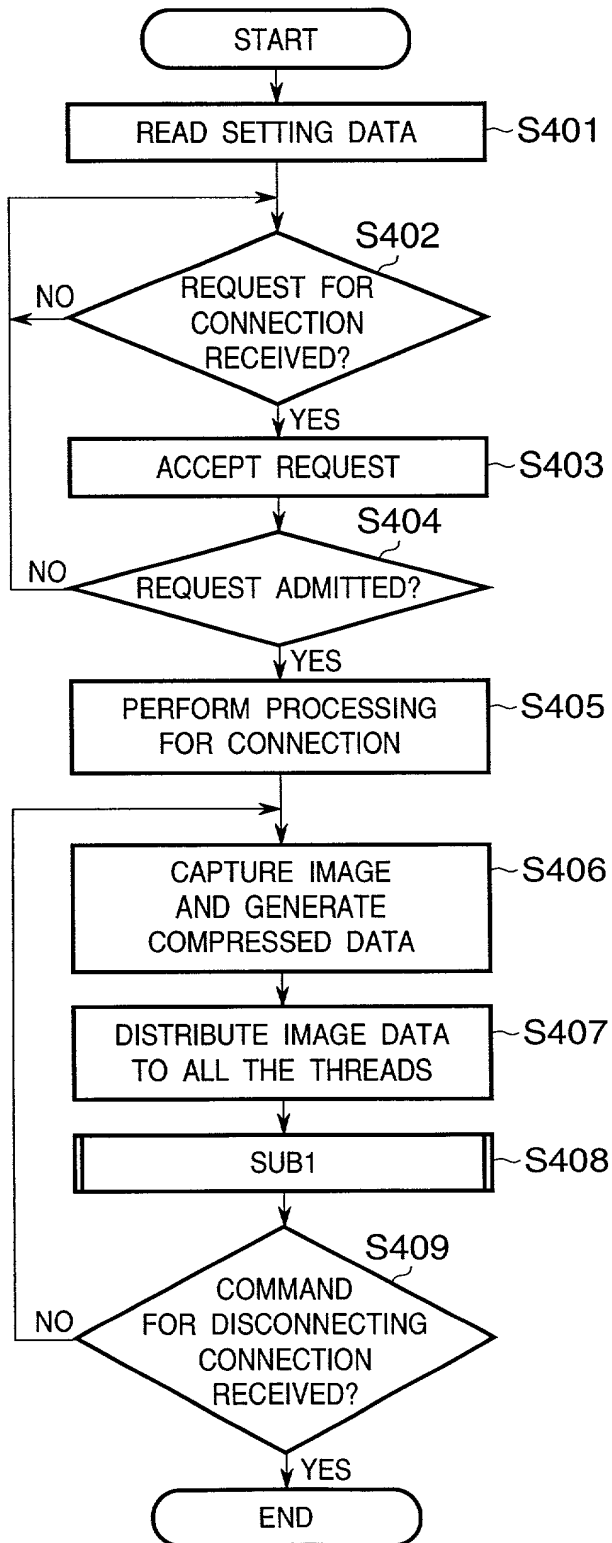 START
READ SETTING DATA
S401
S402
NO
REQUEST FOR
CONNECTION
RECEIVED?
YES
ACCEPT REQUEST
S403
S404
NO
REQUEST ADMITTED?
YES
PERFORM PROCESSING
FOR CONNECTION
S405
CAPTURE IMAGE
AND GENERATE
COMPRESSED DATA
S406
DISTRIBUTE IMAGE DATA
TO ALL THE THREADS
S407
SUB1
S408
S409
NO
COMMAND
FOR DISCONNECTING
CONNECTION
RECEIVED?
YES
END